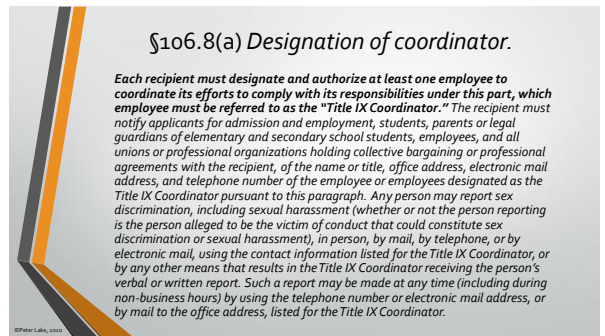 §106.8(a) Designation of coordinator.
Each recipient must designate and authorize at least one employee to
coordinate its efforts to comply with its responsibilities under this part, which
employee must be referred to as the “Title IX Coordinator.” The recipient must
notify applicants for admission and employment, students, parents or legal
guardians of elementary and secondary school students, employees, and all
unions or professional organizations holding collective bargaining or professional
agreements with the recipient, of the name or title, office address, electronic mail
address, and telephone number of the employee or employees designated as the
Title IX Coordinator pursuant to this paragraph. Any person may report sex
discrimination, including sexual harassment (whether or not the person reporting
is the person alleged to be the victim of conduct that could constitute sex
discrimination or sexual harassment), in person, by mail, by telephone, or by
electronic mail, using the contact information listed for the Title IX Coordinator, or
by any other means that results in the Title IX Coordinator receiving the person’s
verbal or written report. Such a report may be made at any time (including during
non-business hours) by using the telephone number or electronic mail address, or
by mail to the office address, listed for the Title IX Coordinator.
©Peter Lake, 2020